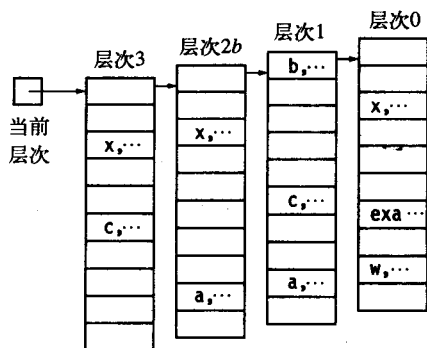 层次3
层次2b
层次1
层次0
当前
层次
x,…
c,…
x,…
a,…
b,…
c,…
a,…
x,…
exa…
w,…